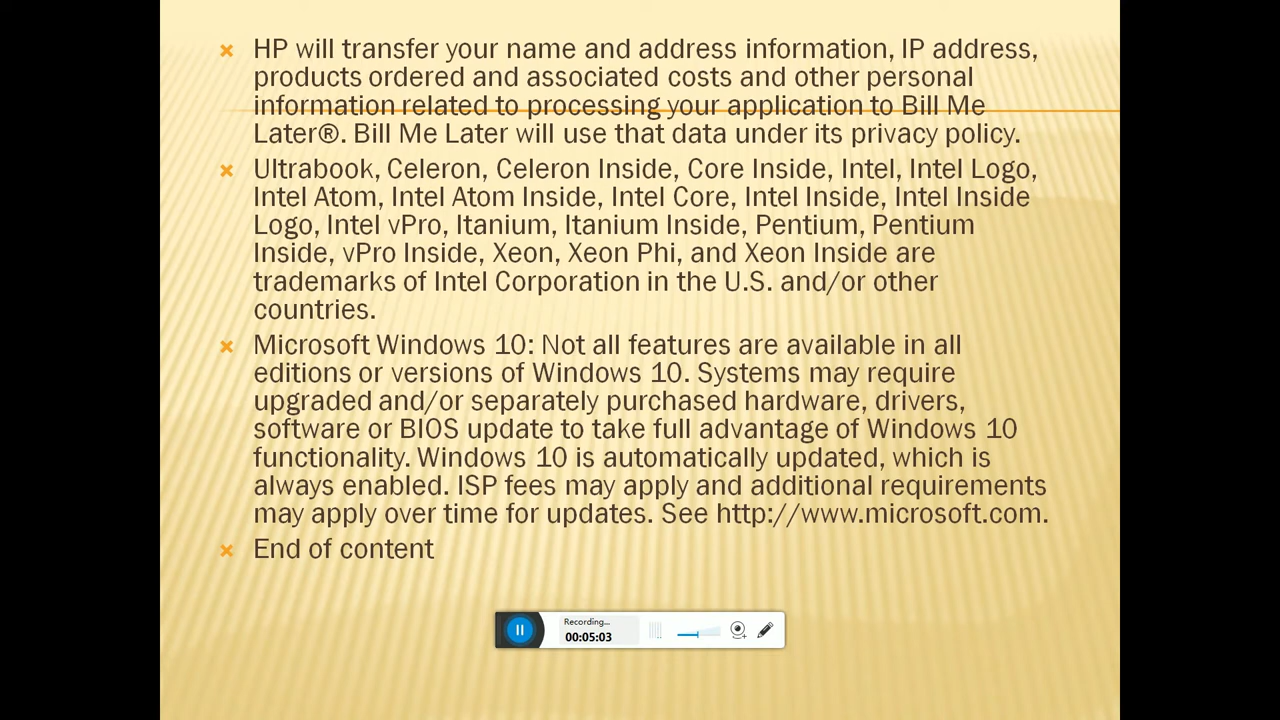 HP will transfer your name and address information, IP address,
products ordered and associated costs and other personal
information related to processing your application to Bill Me
Later®. Bill Me Later will use that data under its privacy policy.
Ultrabook, Celeron, Celeron Inside, Core Inside, Intel, Intel Logo,
Intel Atom, Intel Atom Inside, Intel Core, Intel Inside, Intel Inside
Logo, Intel vPro, Itanium, Itanium Inside, Pentium, Pentium
Inside, vPro Inside, Xeon, Xeon Phi, and Xeon Inside are
trademarks of Intel Corporation in the U.S. and/or other
countries.
Microsoft Windows 10: Not all features are available in all
editions or versions of Windows 10. Systems may require
upgraded and/or separately purchased hardware, drivers,
software or BIOS update to take full advantage of Windows 10
functionality. Windows 10 is automatically updated, which is
always enabled. ISP fees may apply and additional requirements
may apply over time for updates. See http://www.microsoft.com.
End of content
Recording...
00:05:03